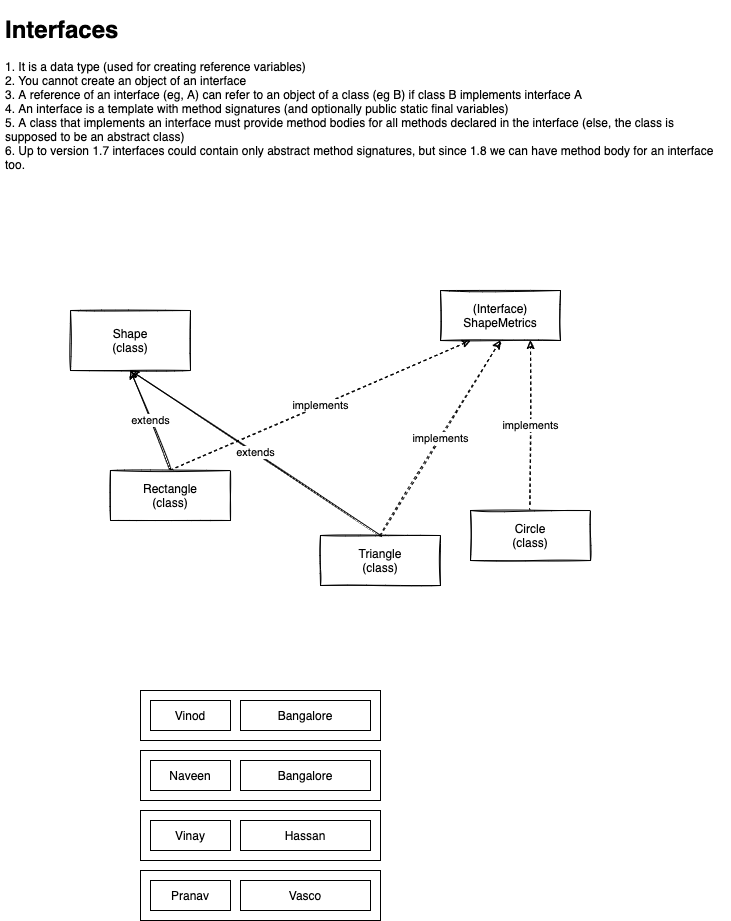 Interfaces
1. It is a data type (used for creating reference variables)
2. You cannot create an object of an interface
3. A reference of an interface (eg, A) can refer to an object of a class (eg B) if class B implements interface A
4. An interface is a template with method signatures (and optionally public static final variables)
5. A class that implements an interface must provide method bodies for all methods declared in the interface (else, the class is
supposed to be an abstract class)
6. Up to version 1.7 interfaces could contain only abstract method signatures, but since 1.8 we can have method body for an interface
too.
(Interface)
ShapeMetrics
Shape
(class)
implements
extends
implements
implements
extends
Rectangle
(class)
Circle
(class)
Triangle
(class)
Vinod Bangalore
Naveen Bangalore
Vinay Hassan
Pranav Vasco